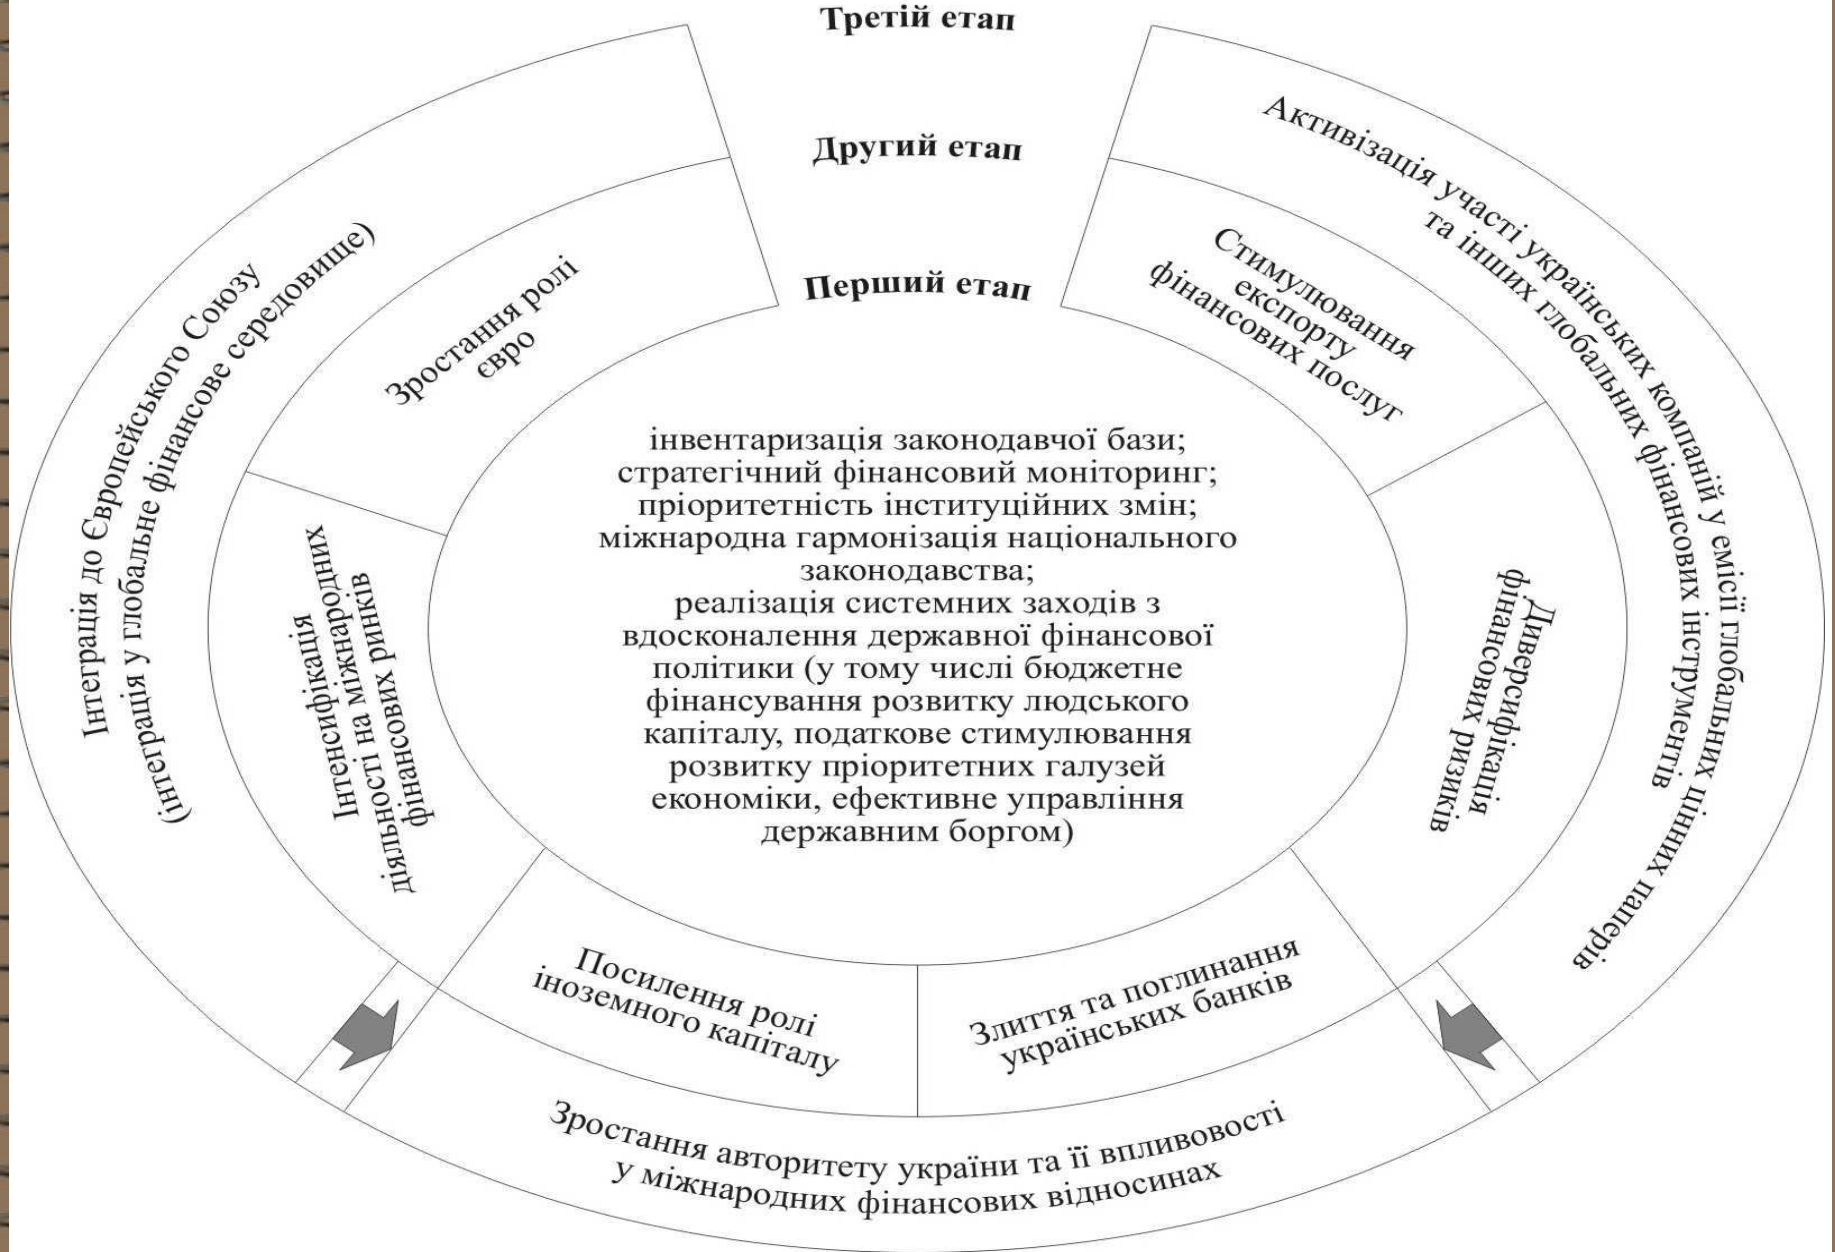 Третій етап
Другий етап
Перший етап
Інтеграція до Європейського Союзу
(інтеграція у глобальне фінансове середовище)
Активізація участі українських компаній у емісії глобальних цінних паперів
та інших глобальних фінансових інструментів
Зростання ролі
євро
Стимулювання
експорту
фінансових послуг
інвентаризація законодавчої бази;
стратегічний фінансовий моніторинг;
пріоритетність інституційних змін;
міжнародна гармонізація національного
законодавства;
реалізація системних заходів з
вдосконалення державної фінансової
політики (у тому числі бюджетне
фінансування розвитку людського
капіталу, податкове стимулювання
розвитку пріоритетних галузей
економіки, ефективне управління
державним боргом)
Інтенсифікація
діяльності на міжнародних
фінансових ринків
Диверсифікація
фінансових ризиків
Посилення ролі
іноземного капіталу
Злиття та поглинання
українських банків
Зростання авторитету україни та її впливовості
у міжнародних фінансових відносинах